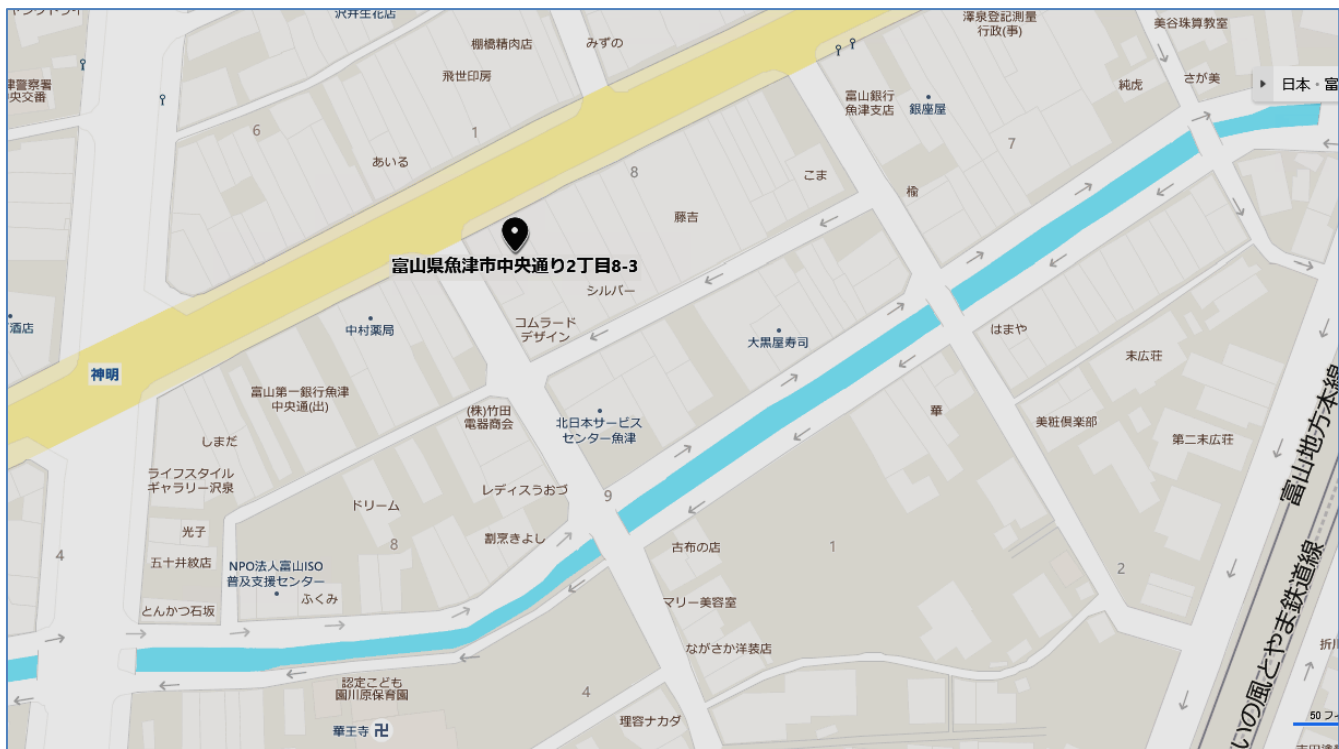 沢井生花店
澤泉登記測量
行政(事)
美谷珠算教室
棚橋精肉店
みずの
飛世印房
津警察署
央交番
純虎
さが美
日本・富
富山銀行
魚津支店
銀座屋
6
1
7
あいる
8
こま
楡
藤吉
富山県魚津市中央通り2丁目8-3
シルバー
コムラード
デザイン
酒店
中村薬局
大黒屋寿司
はまや
末広荘
神明
富山第一銀行魚津
中央通(出)
(株)竹田
電器商会
北日本サービス
センター魚津
華
美粧倶楽部
第二末広荘
しまだ
ライフスタイル
ギャラリー沢泉
レディスうおづ
9
ドリーム
富山地方本線
光子
割烹きよし
古布の店
1
4
8
五十井紋店
NPO法人富山ISO
普及支援センター
ふくみ
2
とんかつ石坂
マリー美容室
ながさか洋装店
認定こども
園川原保育園
4
華王寺
理容ナカダ
いの風とやま鉄道線
折川
50 フィ